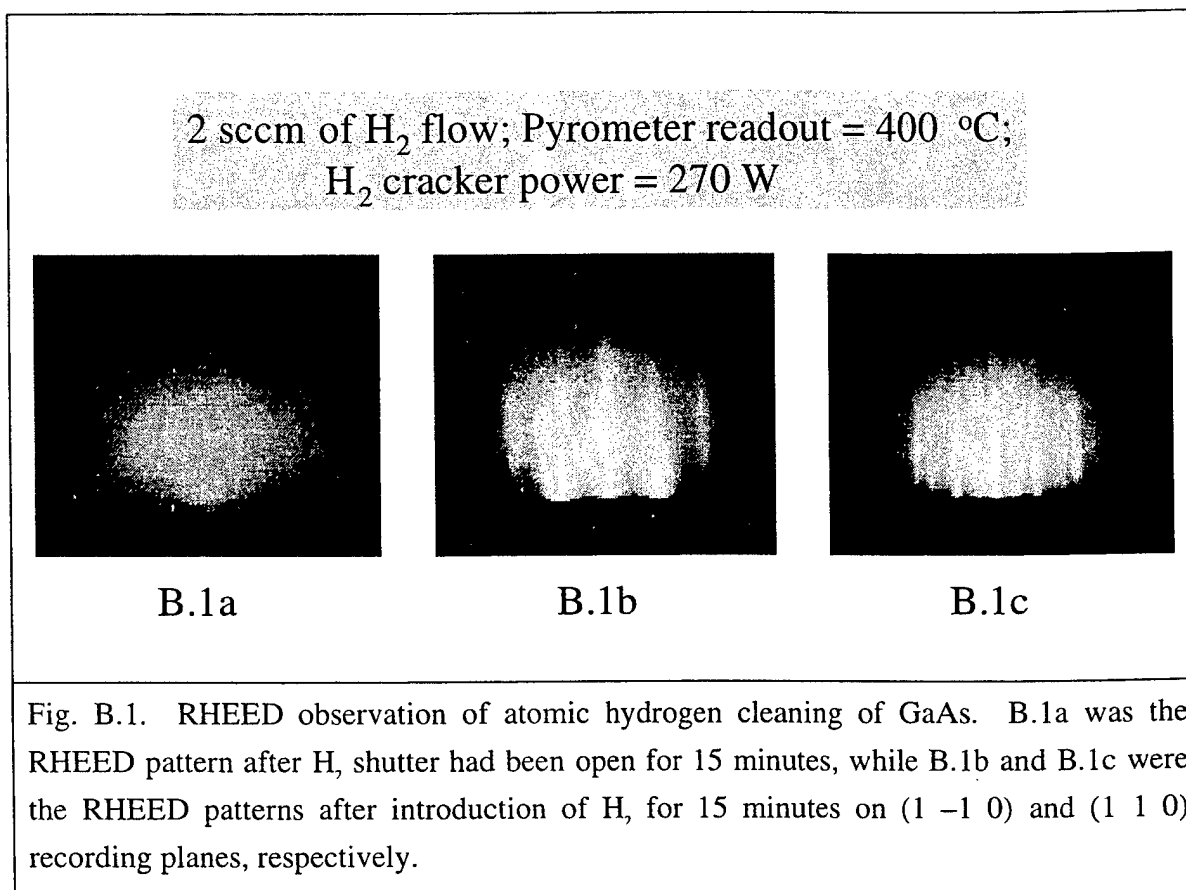 2 sccm of H₂ flow; Pyrometer readout = 400 °C;
H₂ cracker power = 270 W
B.1a
B.1b
B.1c
Fig. B.1. RHEED observation of atomic hydrogen cleaning of GaAs. B.1a was the
RHEED pattern after H, shutter had been open for 15 minutes, while B.1b and B.1c were
the RHEED patterns after introduction of H, for 15 minutes on (1 –1 0) and (1 1 0)
recording planes, respectively.